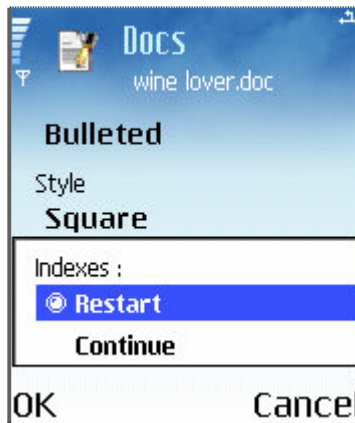 Docs
wine lover.doc
Bulleted
Style
Square
Indexes :
Restart
Continue
OK Cancel